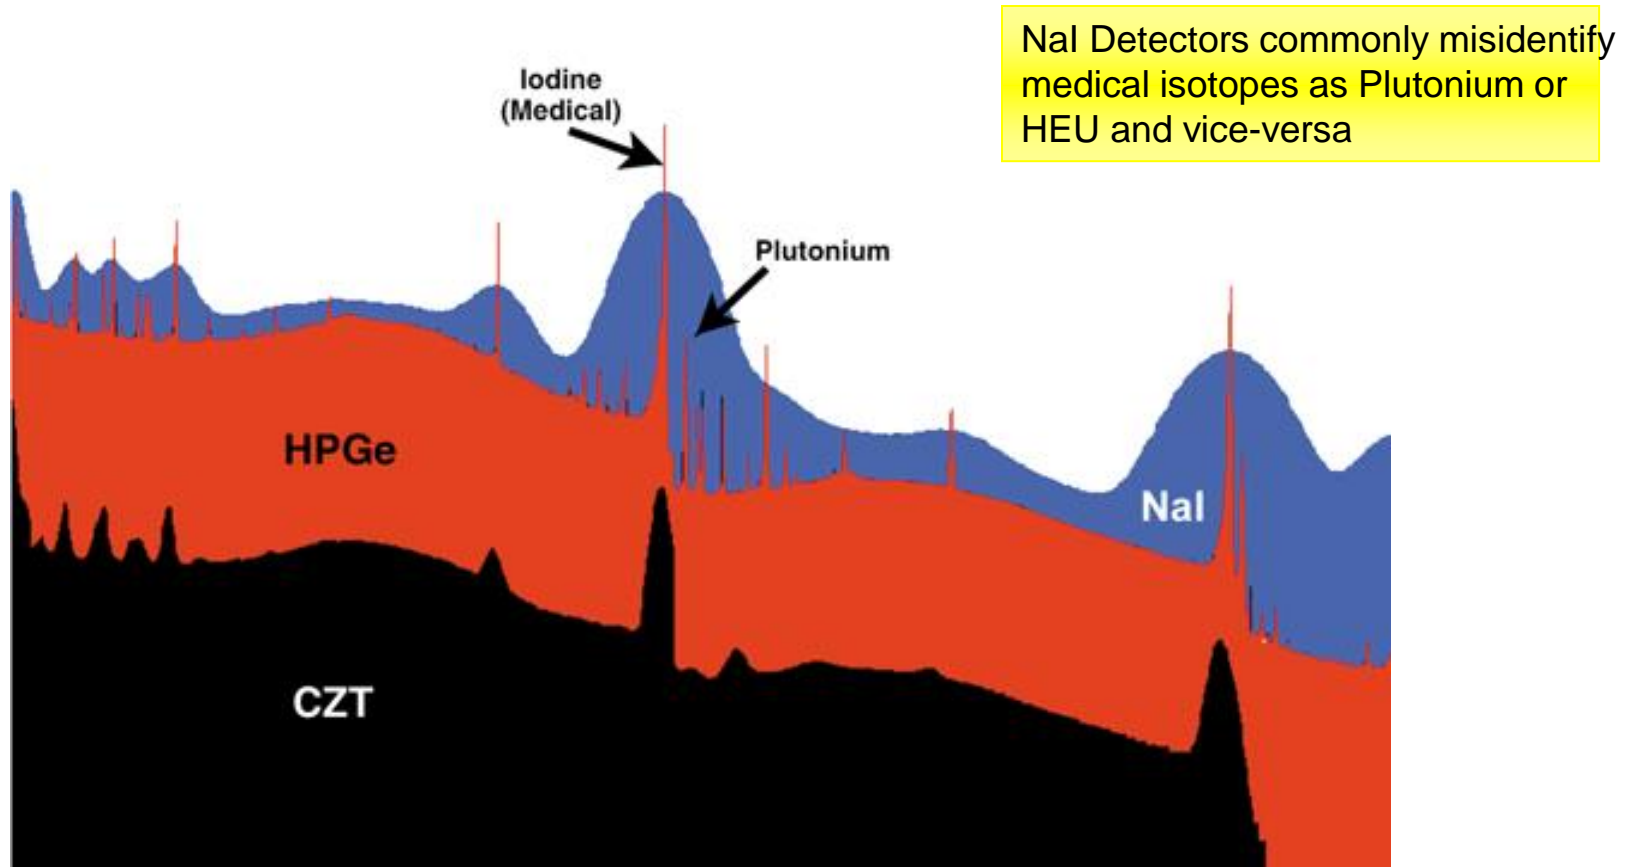 NaI Detectors commonly misidentify
medical isotopes as Plutonium or
HEU and vice-versa
Iodine
(Medical)
Plutonium
HPGe
NaI
CZT